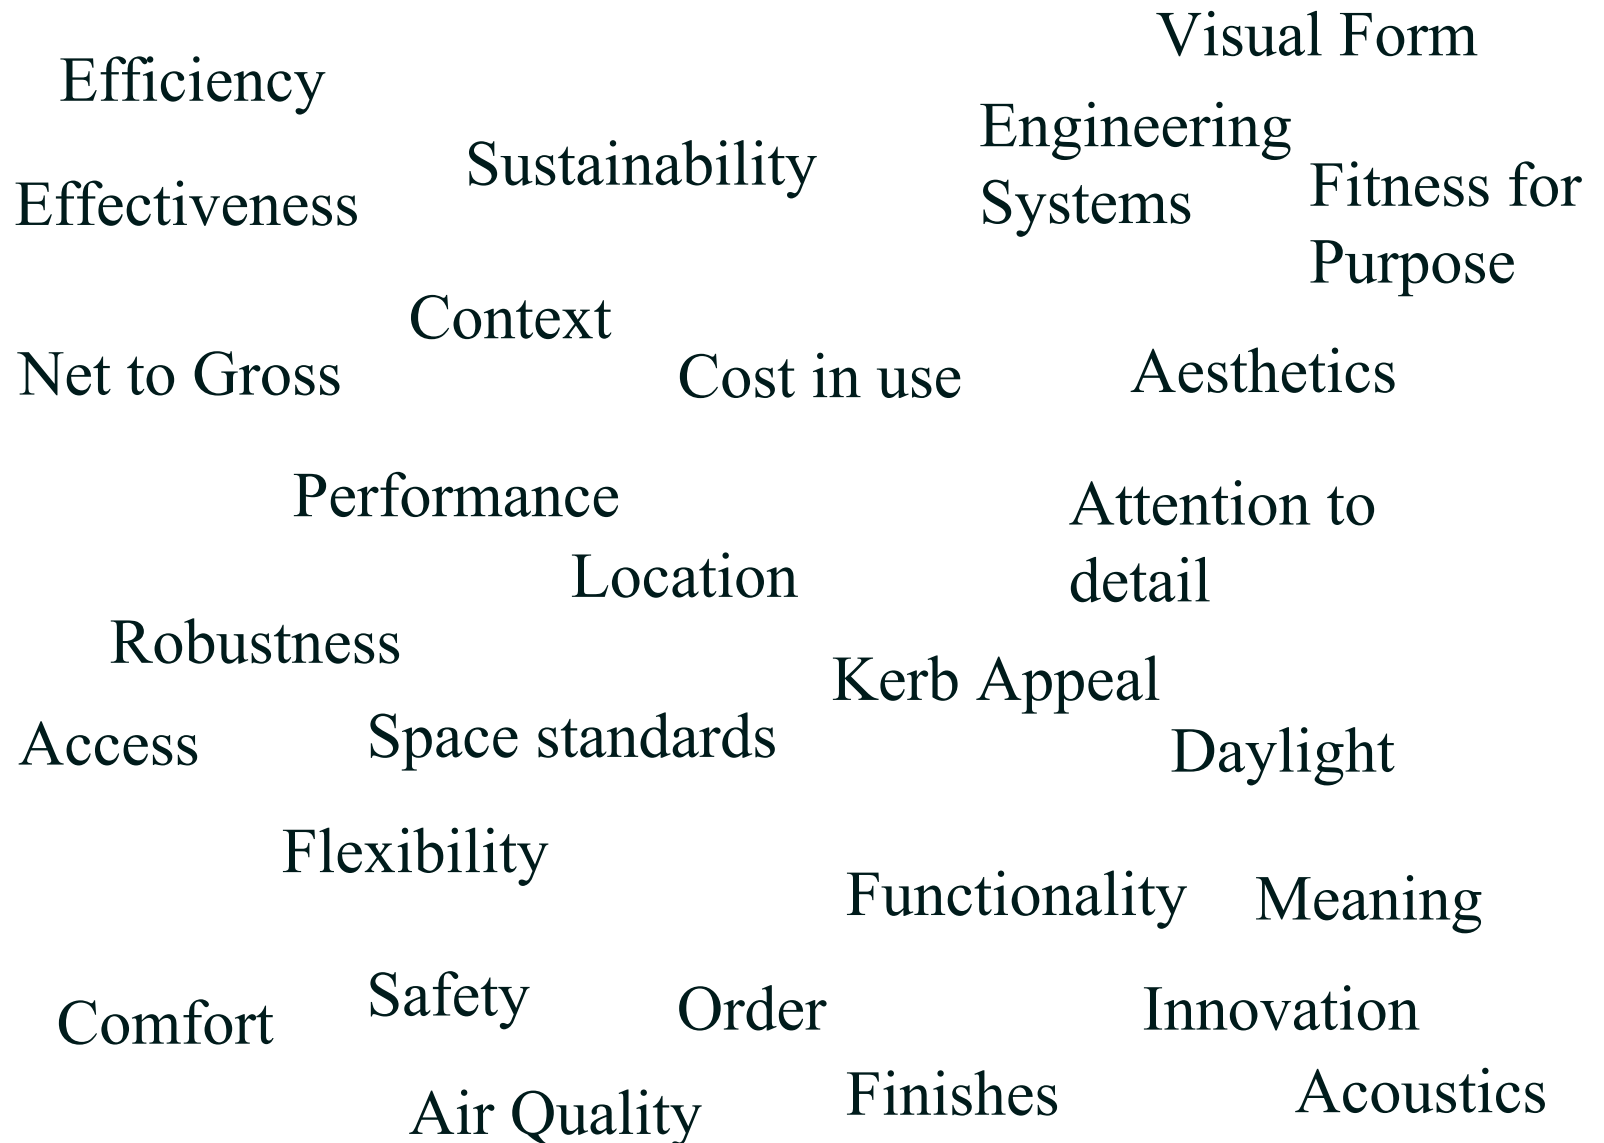 Visual Form
Efficiency
Engineering
Systems
Sustainability
Fitness for
Purpose
Effectiveness
Context
Net to Gross
Cost in use
Aesthetics
Performance
Attention to
detail
Location
Robustness
Kerb Appeal
Access
Space standards
Daylight
Flexibility
Functionality
Meaning
Safety
Order
Innovation
Comfort
Finishes
Acoustics
Air Quality